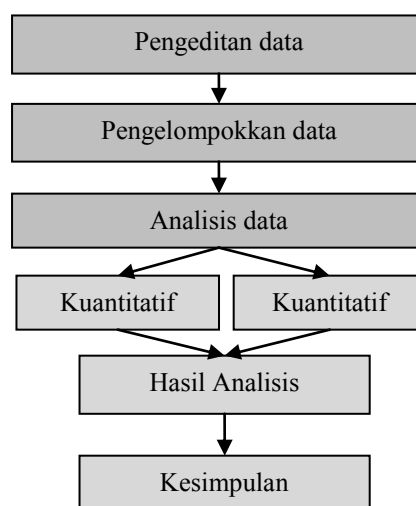 Pengeditan data
Pengelompokkan data
Analisis data
Kuantitatif
Kuantitatif
Hasil Analisis
Kesimpulan